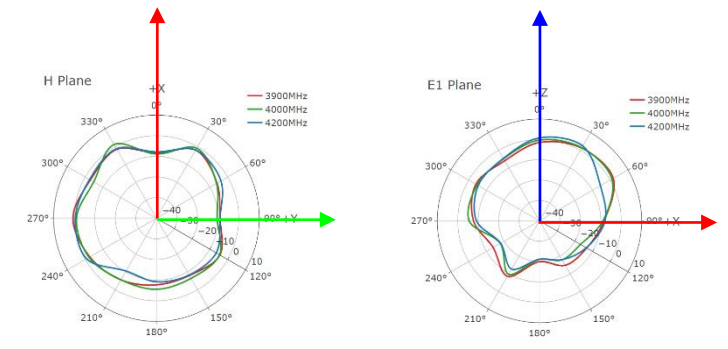 H Plane
+X
0°
30°
60°
90°+Y
120°
150°
180°
210°
240°
270°
300°
330°
−40
−30
−20
−10
0
10
3900MHz
4000MHz
4200MHz
E1 Plane
+Z
0°
30°
60°
90°+X
120°
150°
180°
210°
240°
270°
300°
330°
−40
−30
−20
−10
0
10
3900MHz
4000MHz
4200MHz